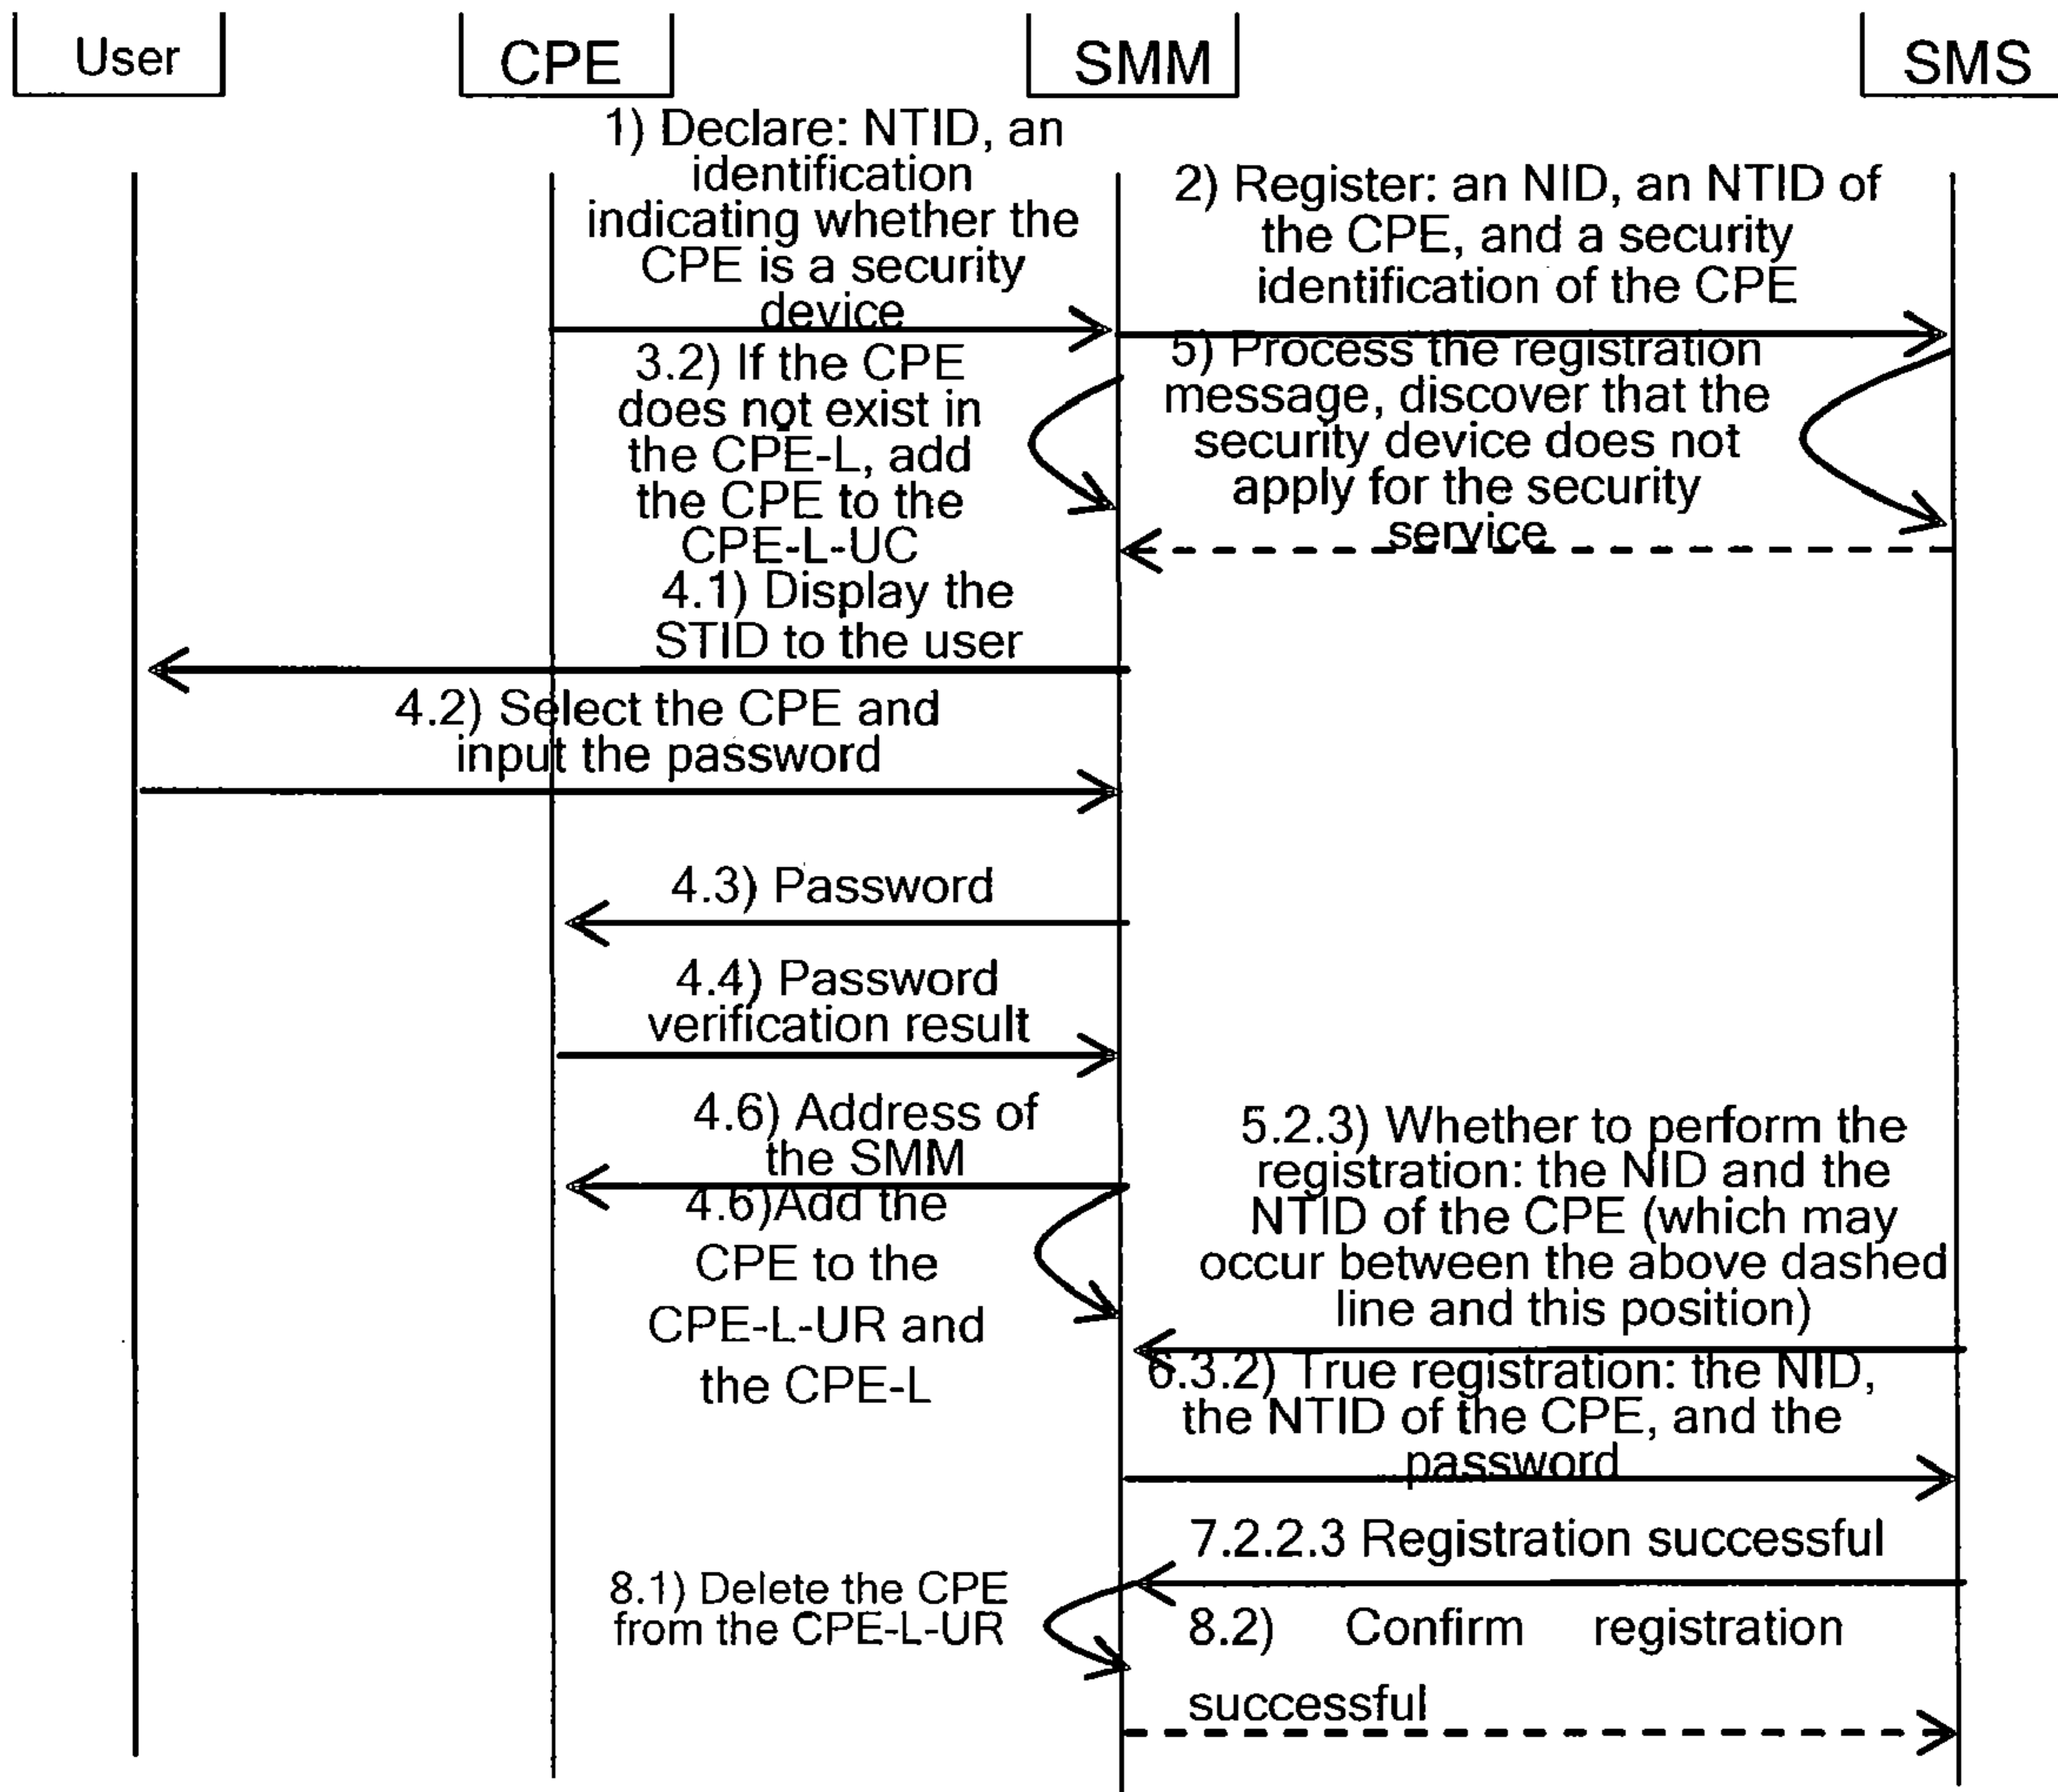 User
CPE
SMM
SMS
1) Declare: NTID, an
identification
indicating whether the
CPE is a security
device
2) Register: an NID, an NTID of
the CPE, and a security
identification of the CPE
3.2) If the CPE
does not exist in
the CPE-L, add
the CPE to the
CPE-L-UC
5) Process the registration
message, discover that the
security device does not
apply for the security
service
4.1) Display the
STID to the user
4.2) Select the CPE and
input the password
4.3) Password
4.4) Password
verification result
4.6) Address of
the SMM
4.6)Add the
CPE to the
CPE-L-UR and
the CPE-L
5.2.3) Whether to perform the
registration: the NID and the
NTID of the CPE (which may
occur between the above dashed
line and this position)
6.3.2) True registration: the NID,
the NTID of the CPE, and the
password
7.2.2.3 Registration successful
8.1) Delete the CPE
from the CPE-L-UR
8.2) Confirm registration
successful